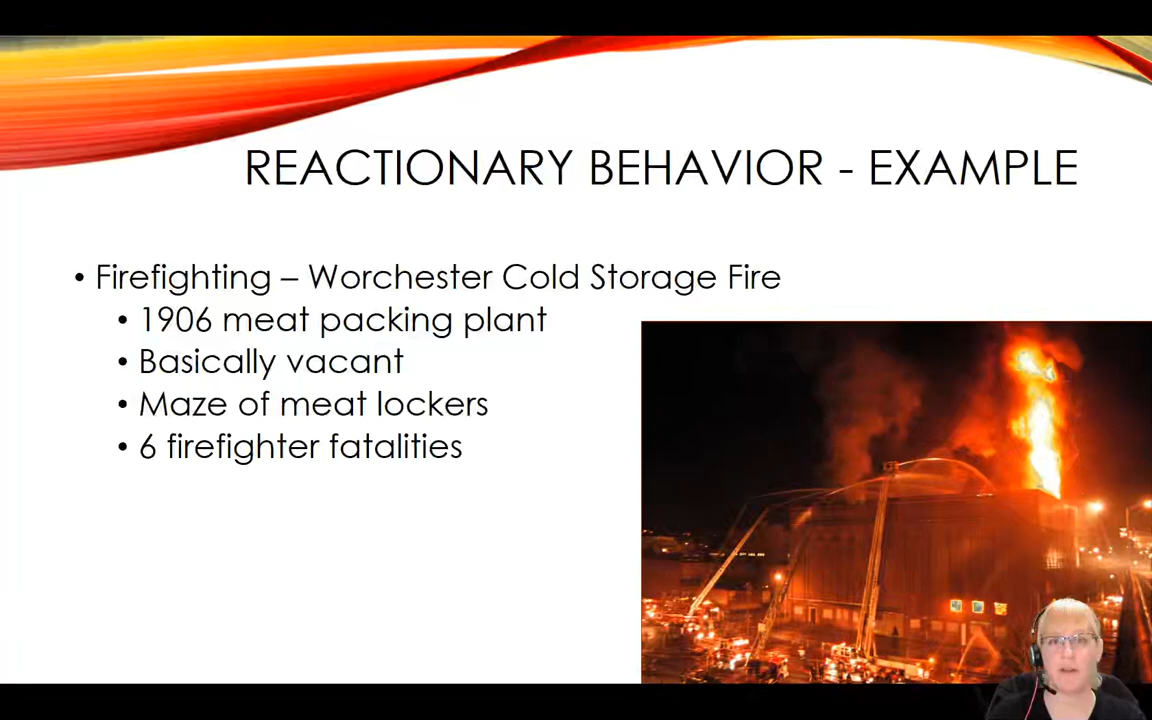 REACTIONARY BEHAVIOR - EXAMPLE
• Firefighting – Worchester Cold Storage Fire
• 1906 meat packing plant
• Basically vacant
• Maze of meat lockers
• 6 firefighter fatalities